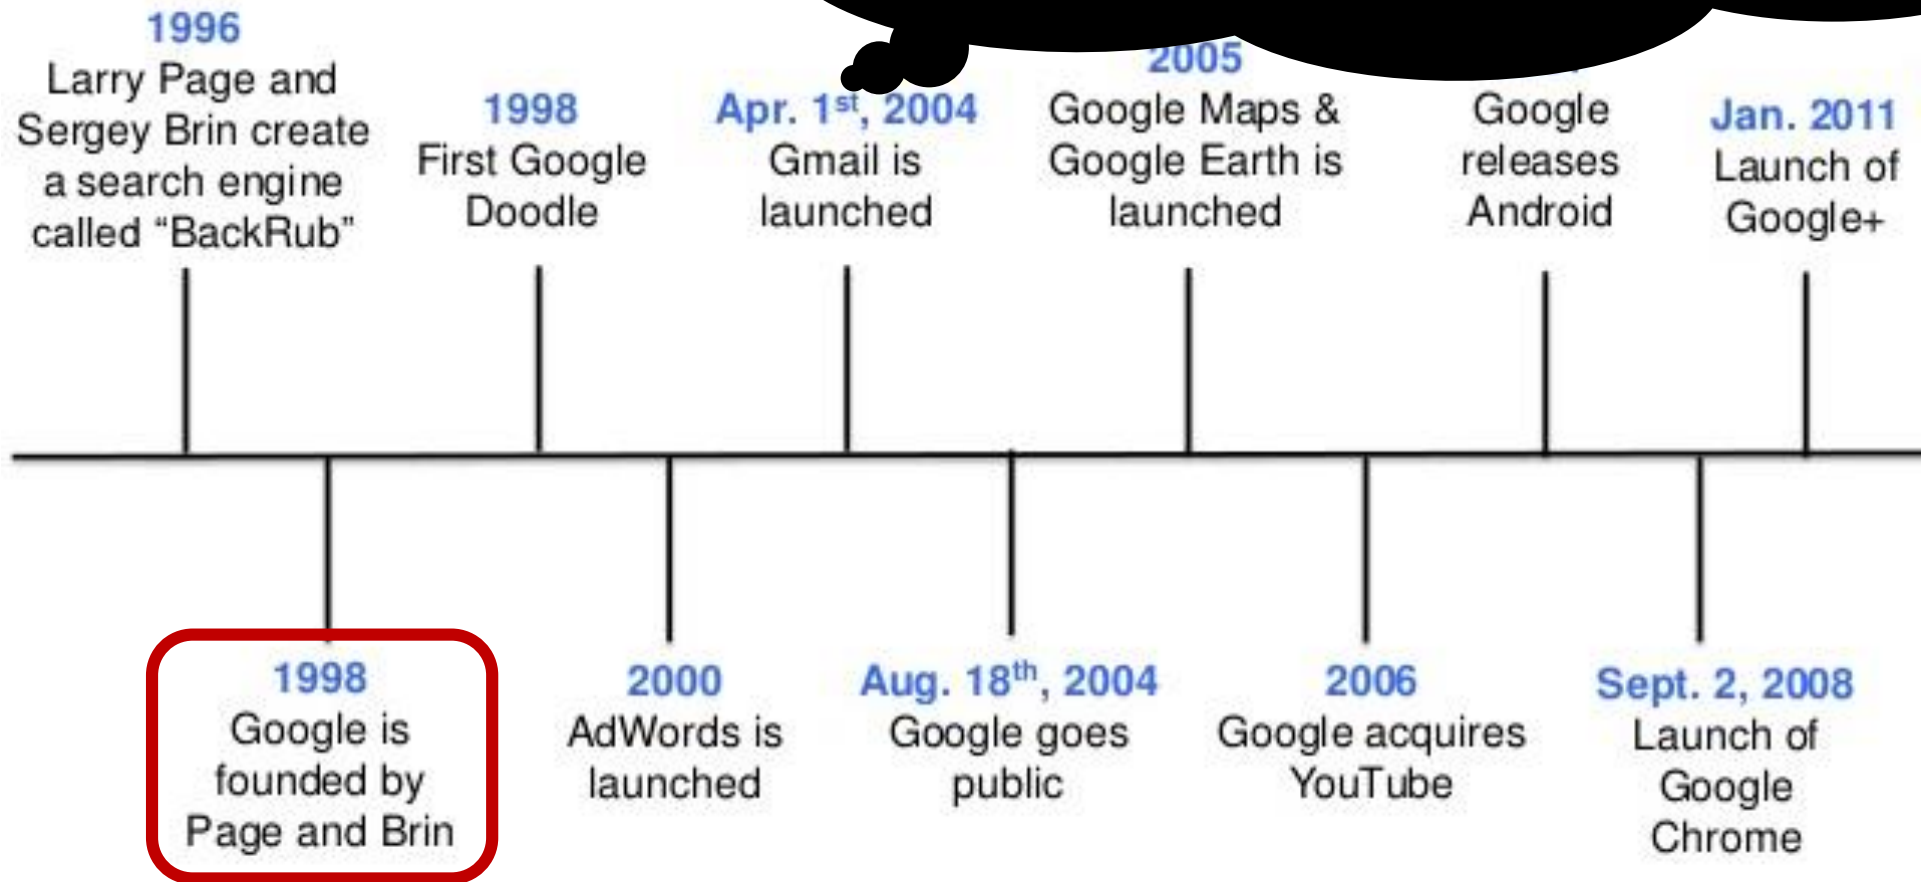 1996
Larry Page and
Sergey Brin create
a search engine
called “BackRub”
1998
First Google
Doodle
Apr. 1st, 2004
Gmail is
launched
2005
Google Maps &
Google Earth is
launched
Google
releases
Android
Jan. 2011
Launch of
Google+
1998
Google is
founded by
Page and Brin
2000
AdWords is
launched
Aug. 18th, 2004
Google goes
public
2006
Google acquires
YouTube
Sept. 2, 2008
Launch of
Google
Chrome